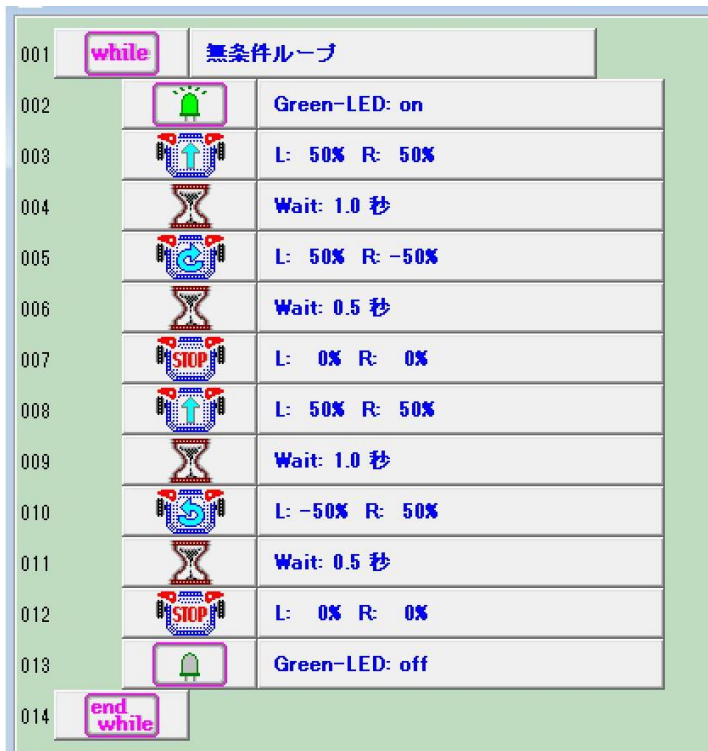 001 while 無条件ループ
002 Green-LED: on
003 L: 50% R: 50%
004 Wait: 1.0 秒
005 L: 50% R: -50%
006 Wait: 0.5 秒
007 STOP L: 0% R: 0%
008 L: 50% R: 50%
009 Wait: 1.0 秒
010 L: -50% R: 50%
011 Wait: 0.5 秒
012 STOP L: 0% R: 0%
013 Green-LED: off
014 end while